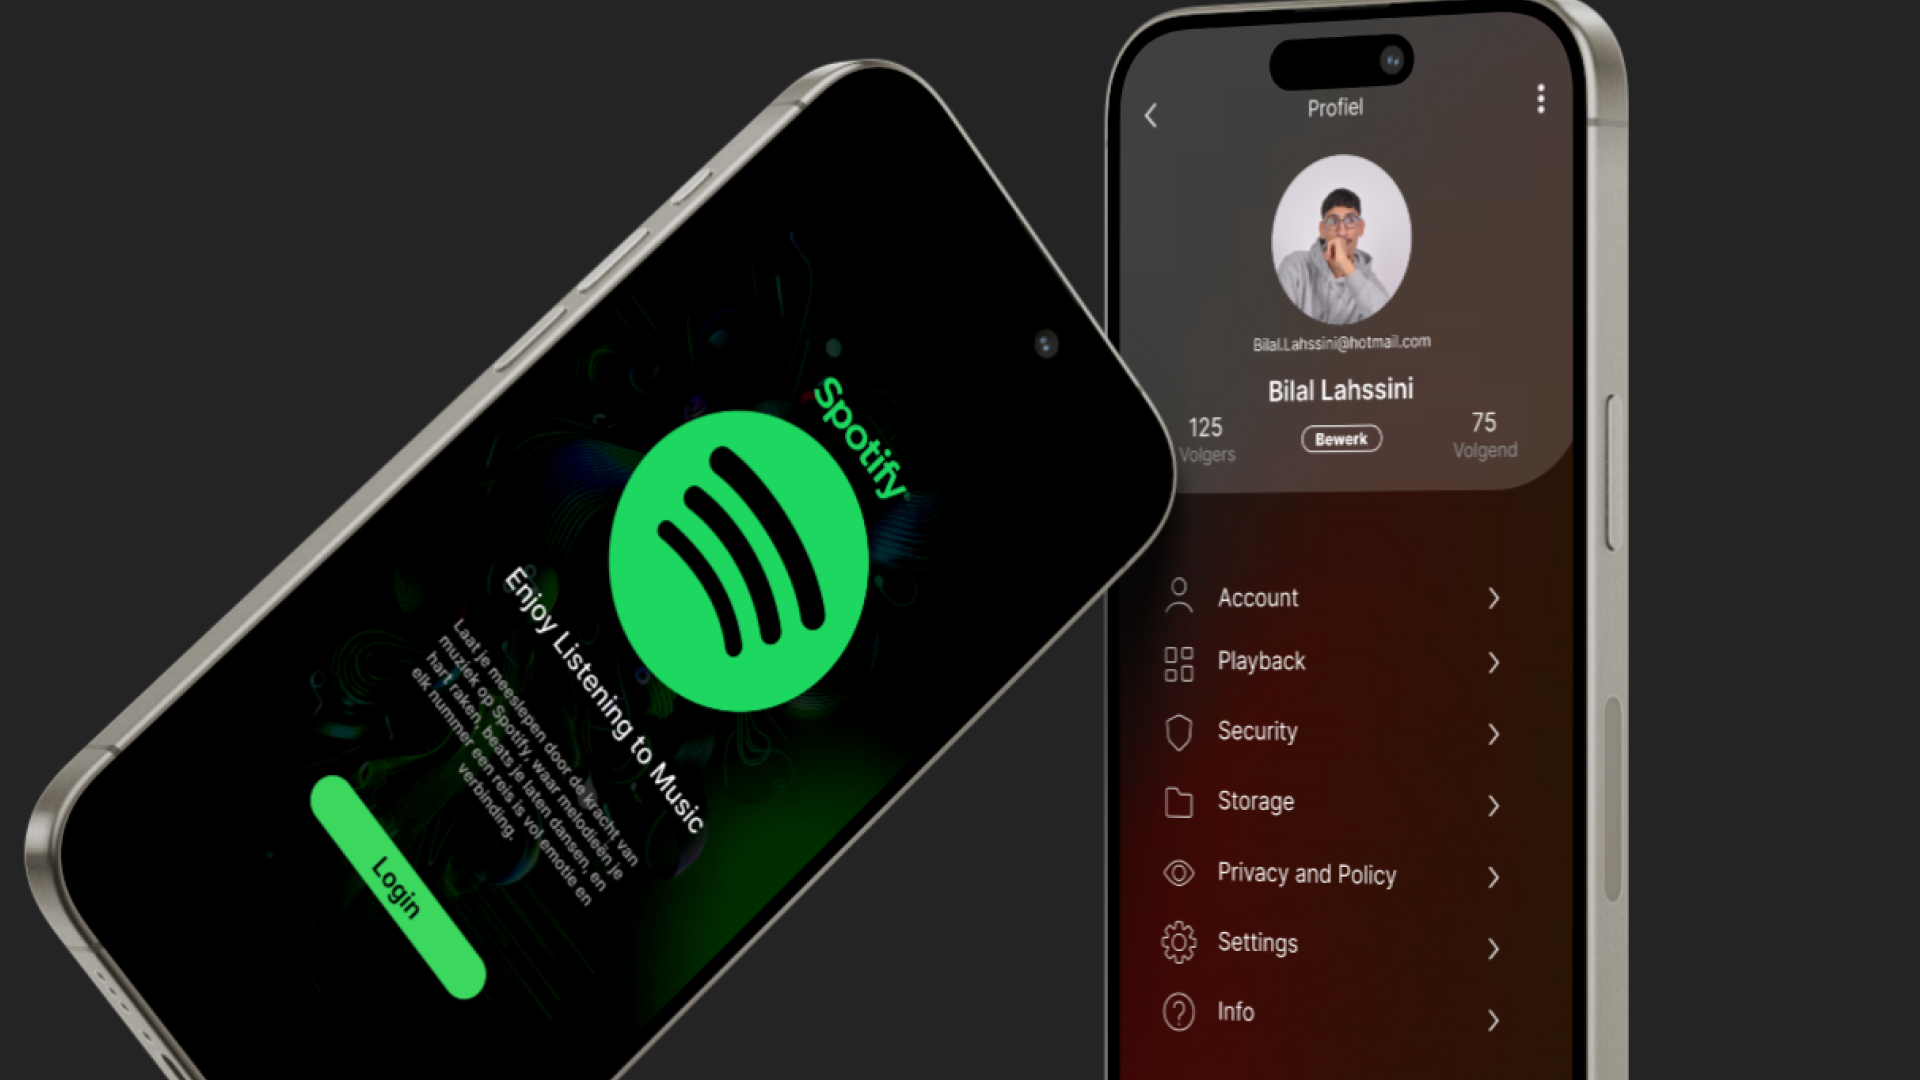 Spotify
Enjoy Listening to Music
Laat je meeslepen door de kracht van
muziek op Spotify, waar melodieën je
hart raken, beats je laten dansen, en
elk nummer een reis is vol emotie en
verbinding.
Login
Profiel
Bilal.Lahssini@hotmail.com
Bilal Lahssini
125
Volgers
Bewerk
75
Volgend
Account
Playback
Security
Storage
Privacy and Policy
Settings
Info